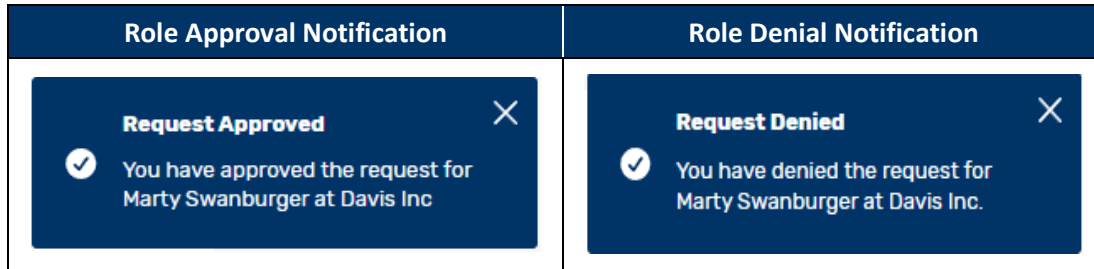 Role Approval Notification
Role Denial Notification
Request Approved
You have approved the request for
Marty Swanburger at Davis Inc
Request Denied
You have denied the request for
Marty Swanburger at Davis Inc.